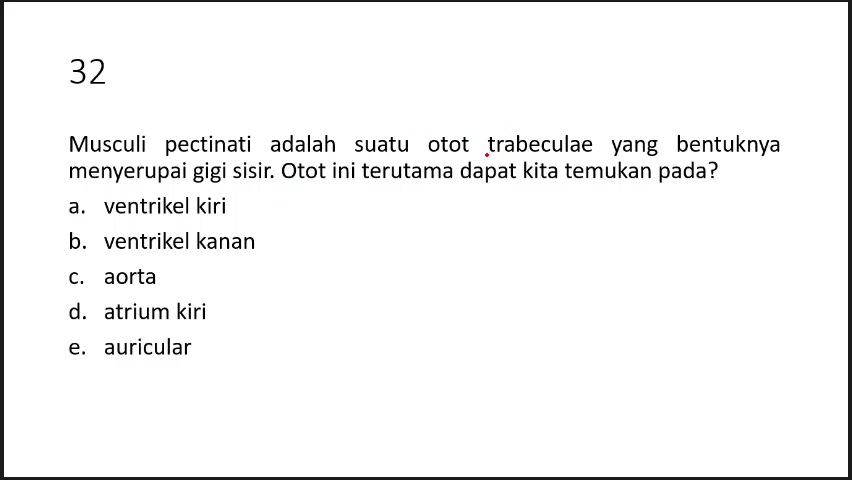 32
Musculi pectinati adalah suatu otot trabeculae yang bentuknya
menyerupai gigi sisir. Otot ini terutama dapat kita temukan pada?
a. ventrikel kiri
b. ventrikel kanan
c. aorta
d. atrium kiri
e. auricular